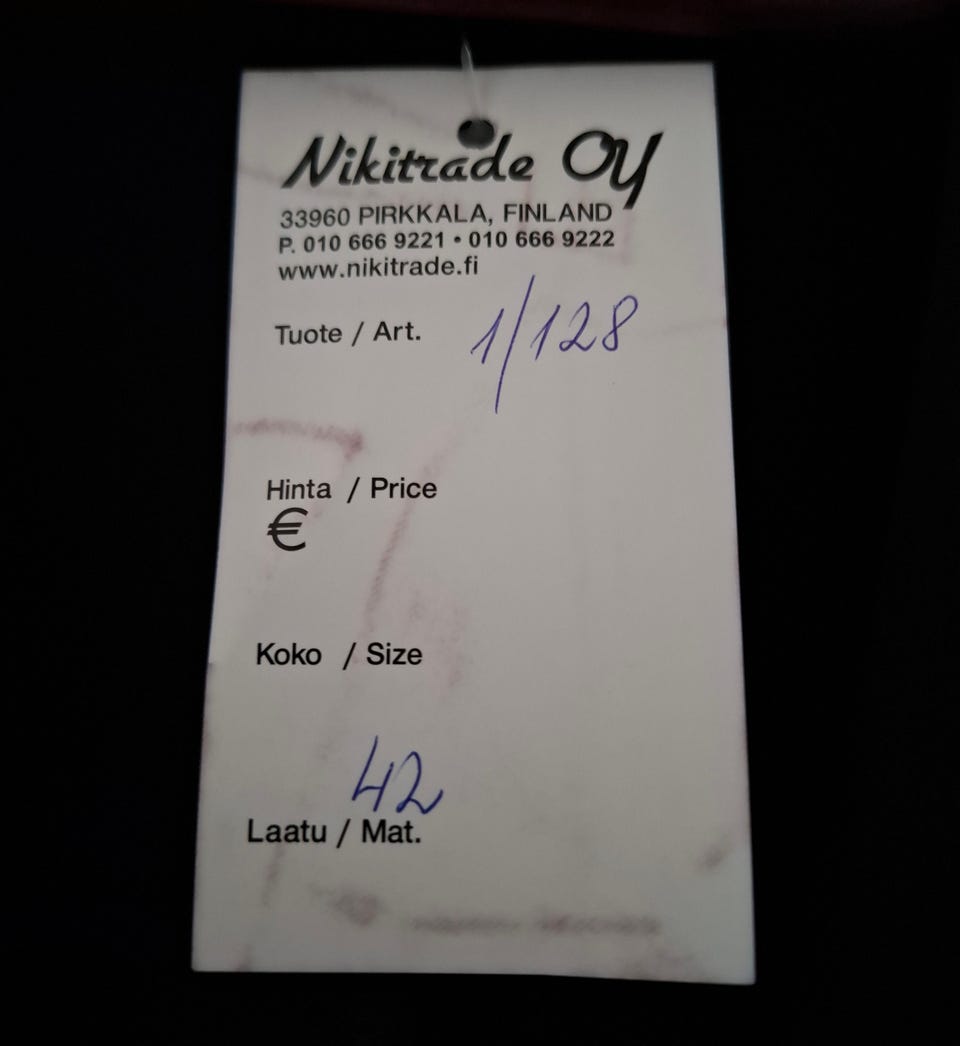 Nikitrade Oy
33960 PIRKKALA, FINLAND
P. 010 666 9221 • 010 666 9222
www.nikitrade.fi
Tuote / Art. 1/128
Hinta / Price
€
Koko / Size
42
Laatu / Mat.